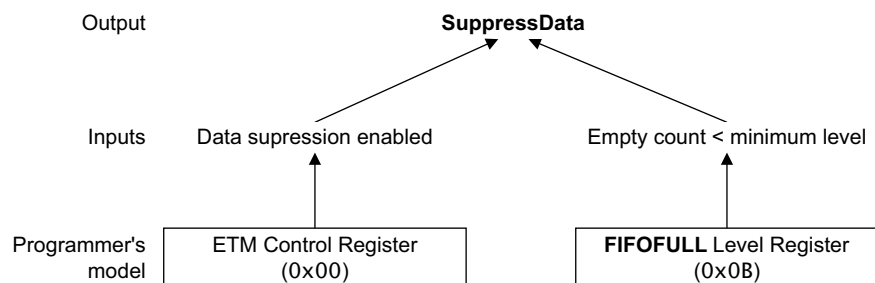 Output SuppressData
Inputs Data supression enabled Empty count < minimum level
Programmer's model
ETM Control Register
(0x00)
FIFOFULL Level Register
(0x0B)